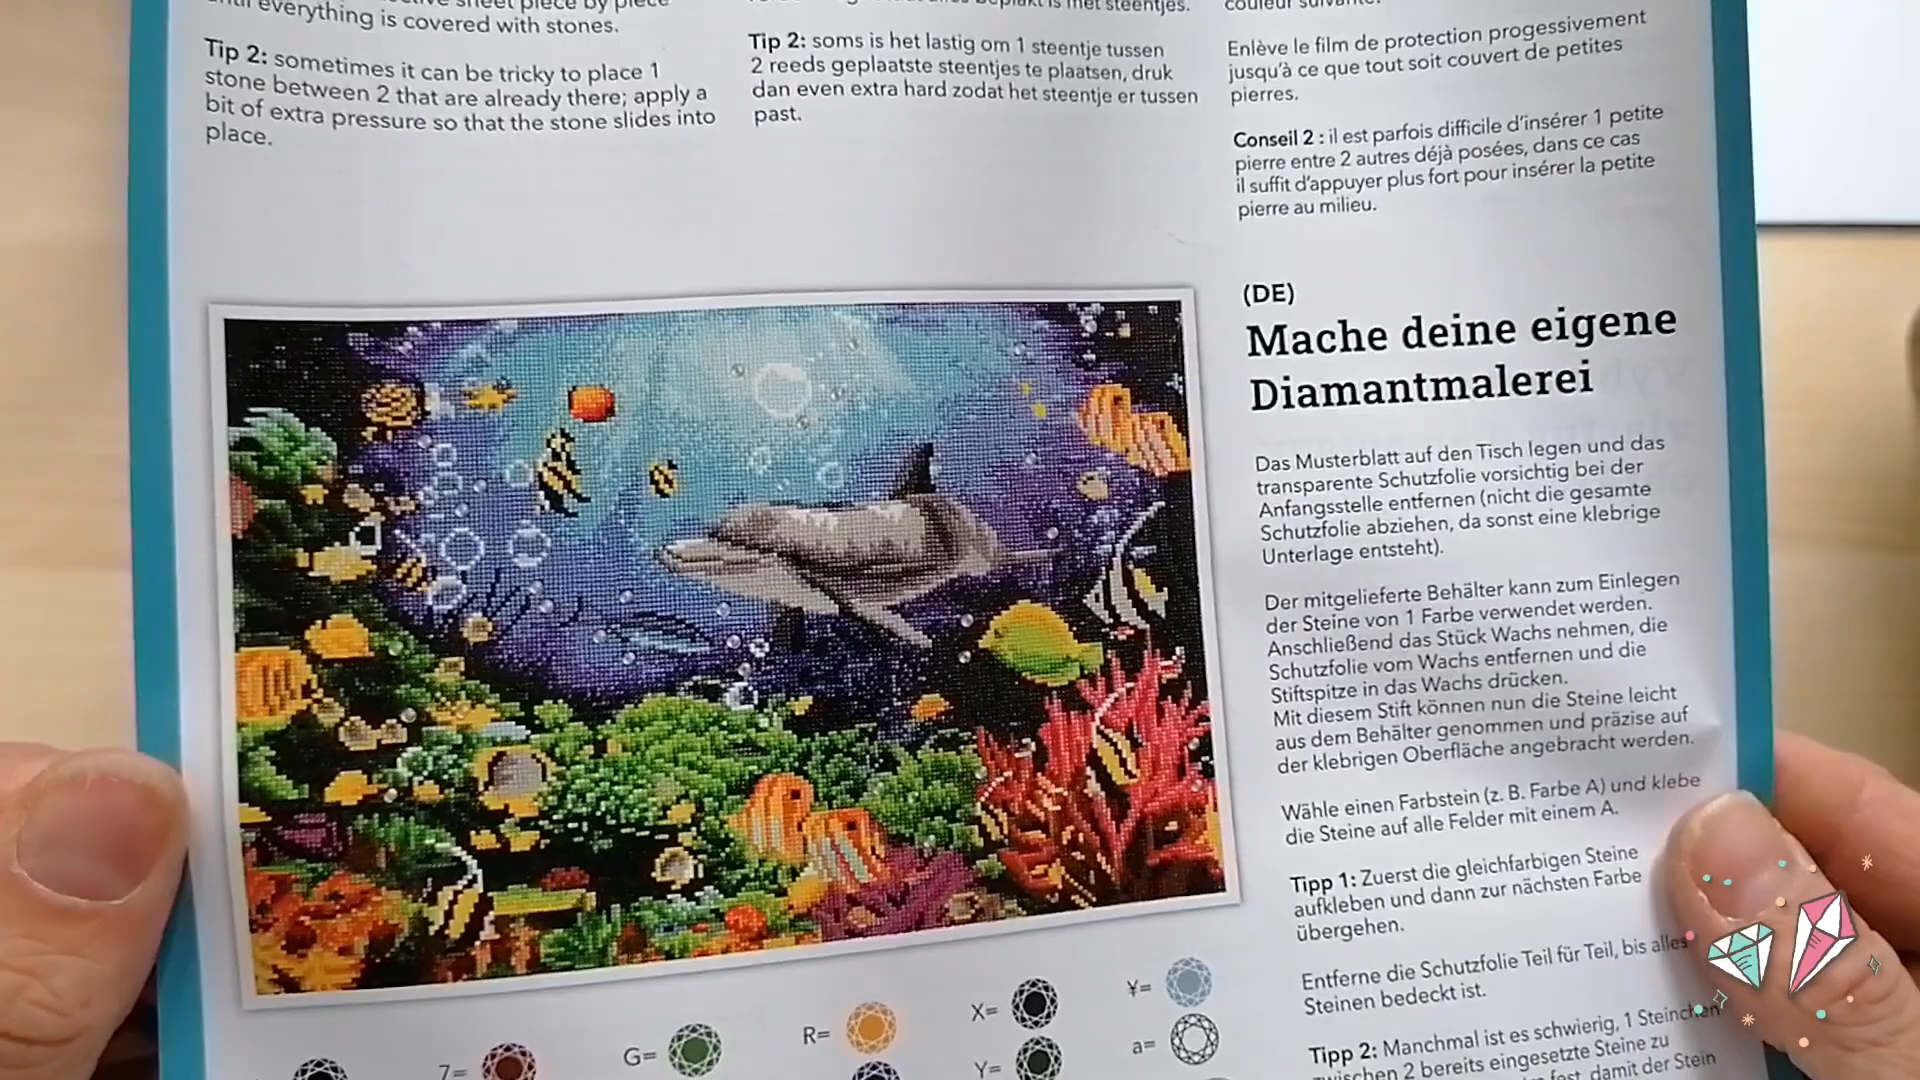 until everything is covered with stones.
Tip 2: sometimes it can be tricky to place 1
stone between 2 that are already there; apply a
bit of extra pressure so that the stone slides into
place.
steentjes.
Tip 2: soms is het lastig om 1 steentje tussen
2 reeds geplaatste steentjes te plaatsen, druk
dan even extra hard zodat het steentje er tussen
past.
couleur suivante.
Enlève le film de protection progessivement
jusqu'à ce que tout soit couvert de petites
pierres.
Conseil 2 : il est parfois difficile d'insérer 1 petite
pierre entre 2 autres déjà posées, dans ce cas
il suffit d'appuyer plus fort pour insérer la petite
pierre au milieu.
(DE)
Mache deine eigene
Diamantmalerei
Das Musterblatt auf den Tisch legen und das
transparente Schutzfolie vorsichtig bei der
Anfangsstelle entfernen (nicht die gesamte
Schutzfolie abziehen, da sonst eine klebrige
Unterlage entsteht).
Der mitgelieferte Behälter kann zum Einlegen
der Steine von 1 Farbe verwendet werden.
Anschließend das Stück Wachs nehmen, die
Schutzfolie vom Wachs entfernen und die
Stiftspitze in das Wachs drücken.
Mit diesem Stift können nun die Steine leicht
aus dem Behälter genommen und präzise auf
der klebrigen Oberfläche angebracht werden.
Wähle einen Farbstein (z. B. Farbe A) und klebe
die Steine auf alle Felder mit einem A.
Tipp 1: Zuerst die gleichfarbigen Steine
aufkleben und dann zur nächsten Farbe
übergehen.
Entferne die Schutzfolie Teil für Teil, bis alles
Steinen bedeckt ist.
Tipp 2: Manchmal ist es schwierig, 1 Steinchen
zwischen 2 bereits eingesetzte Steine zu
fest, damit der Stein
7=
G=
R=
X=
Y=
¥=
a=